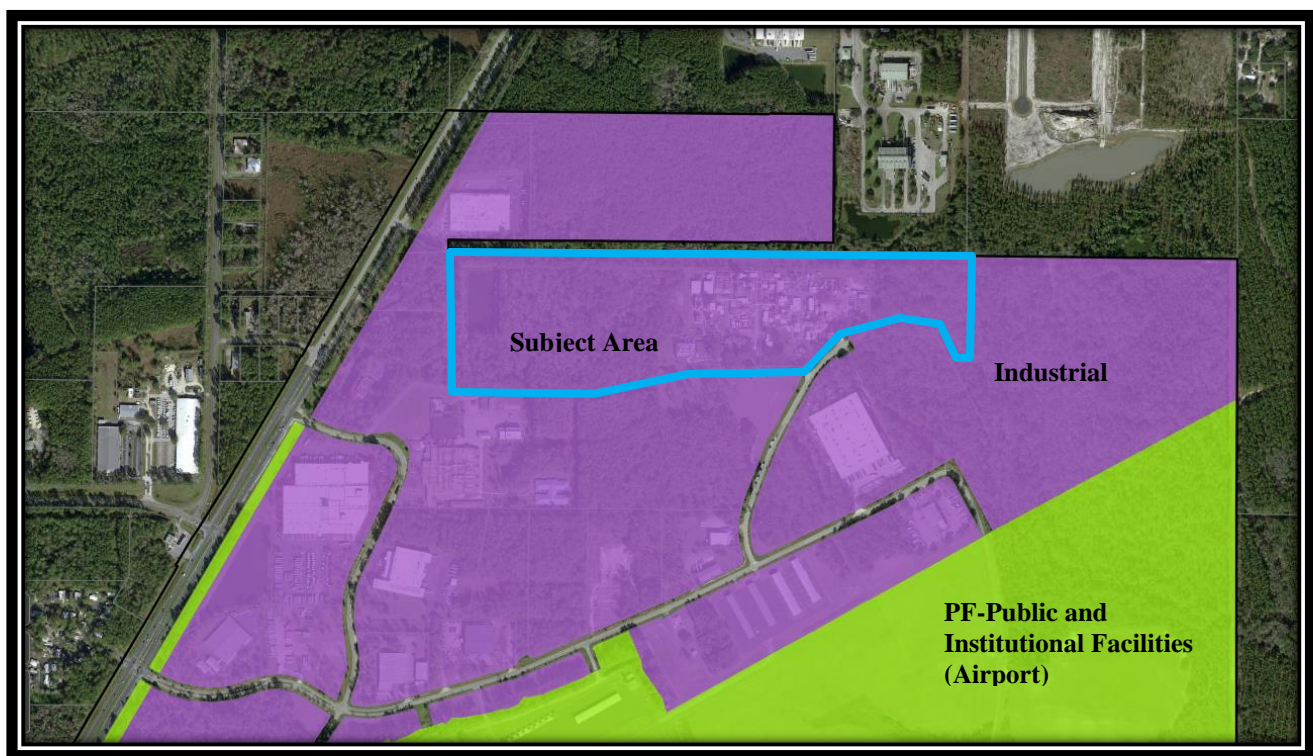 Subject Area
Industrial
PF-Public and
Institutional Facilities
(Airport)